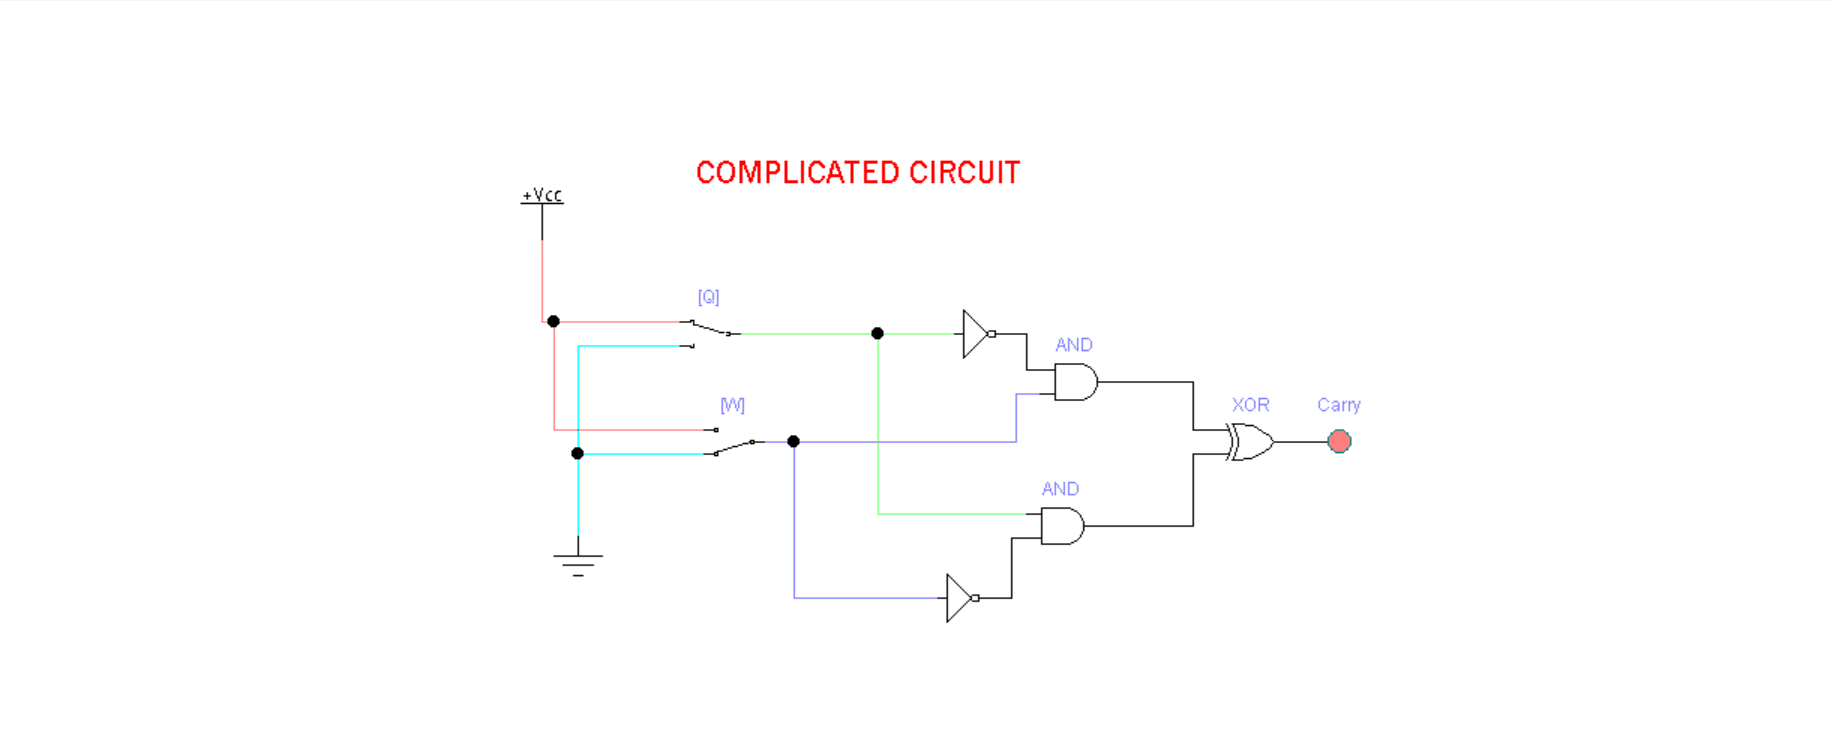 COMPLICATED CIRCUIT
+Vcc
[Q]
AND
[W]
XOR
Carry
AND